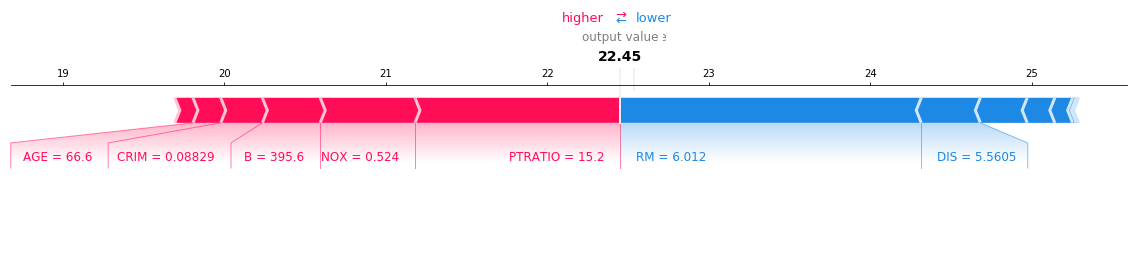 higher ⇄ lower
output value
22.45
19 20 21 22 23 24 25
AGE = 66.6 CRIM = 0.08829 B = 395.6 NOX = 0.524 PTRATIO = 15.2 RM = 6.012 DIS = 5.5605